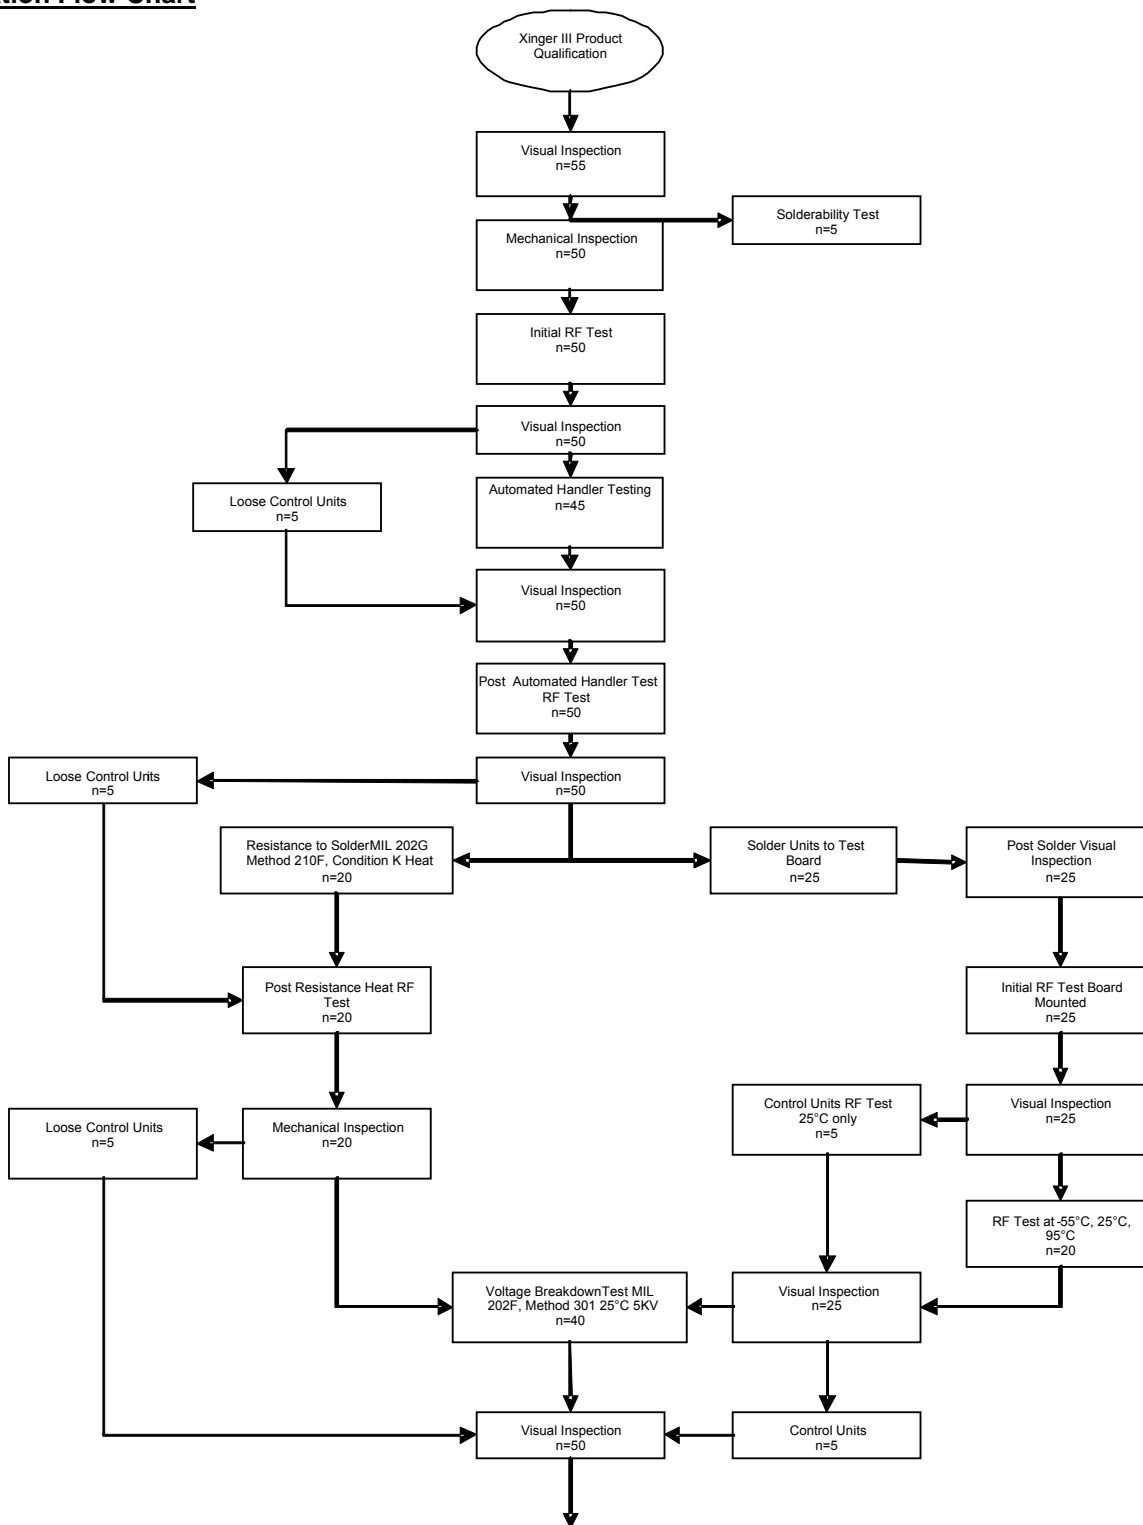 ation Flow Chart
Xinger III Product
Qualification
Visual Inspection
n=55
Solderability Test
n=5
Mechanical Inspection
n=50
Initial RF Test
n=50
Visual Inspection
n=50
Automated Handler Testing
n=45
Loose Control Units
n=5
Visual Inspection
n=50
Post Automated Handler Test
RF Test
n=50
Loose Control Units
n=5
Visual Inspection
n=50
Resistance to SolderMIL 202G
Method 210F, Condition K Heat
n=20
Solder Units to Test
Board
n=25
Post Solder Visual
Inspection
n=25
Post Resistance Heat RF
Test
n=20
Initial RF Test Board
Mounted
n=25
Loose Control Units
n=5
Mechanical Inspection
n=20
Control Units RF Test
25°C only
n=5
Visual Inspection
n=25
RF Test at -55°C, 25°C,
95°C
n=20
Voltage BreakdownTest MIL
202F, Method 301 25°C 5KV
n=40
Visual Inspection
n=25
Visual Inspection
n=50
Control Units
n=5